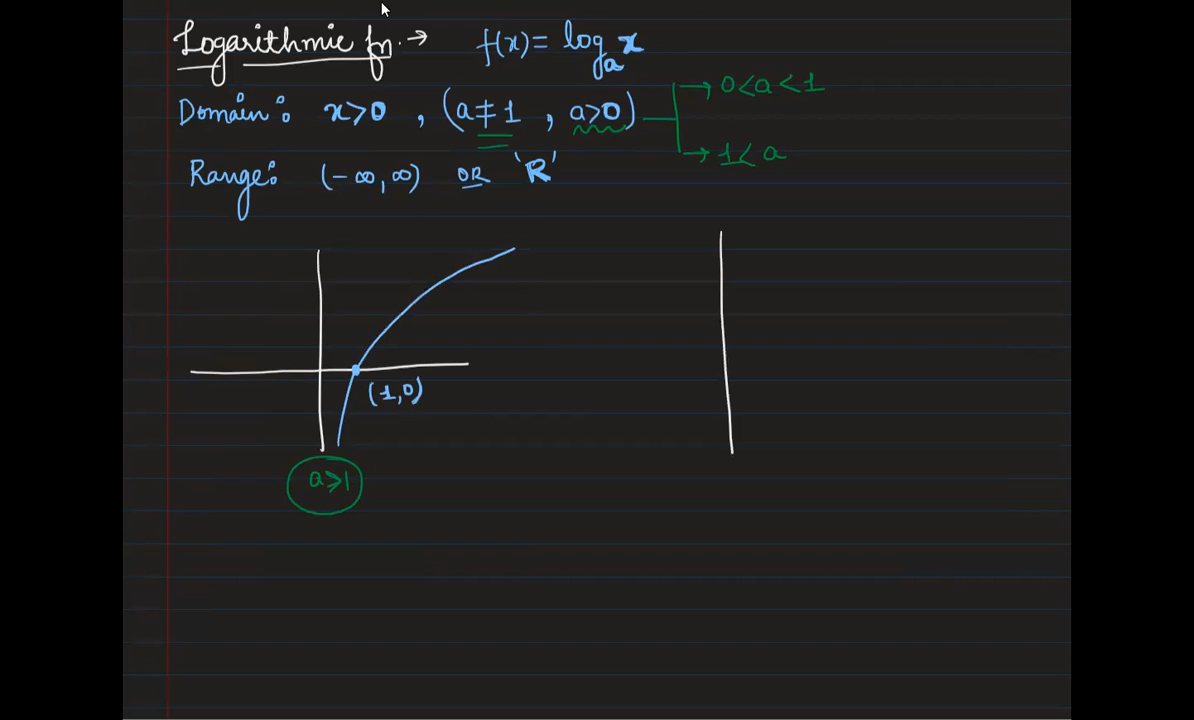 Logarithmic fn. → f(x) = log_a x
Domain: x>0 , (a≠1 , a>0) → 0<a<1
→ 1<a
Range: (-∞,∞) OR 'R'
(1,0)
a>1